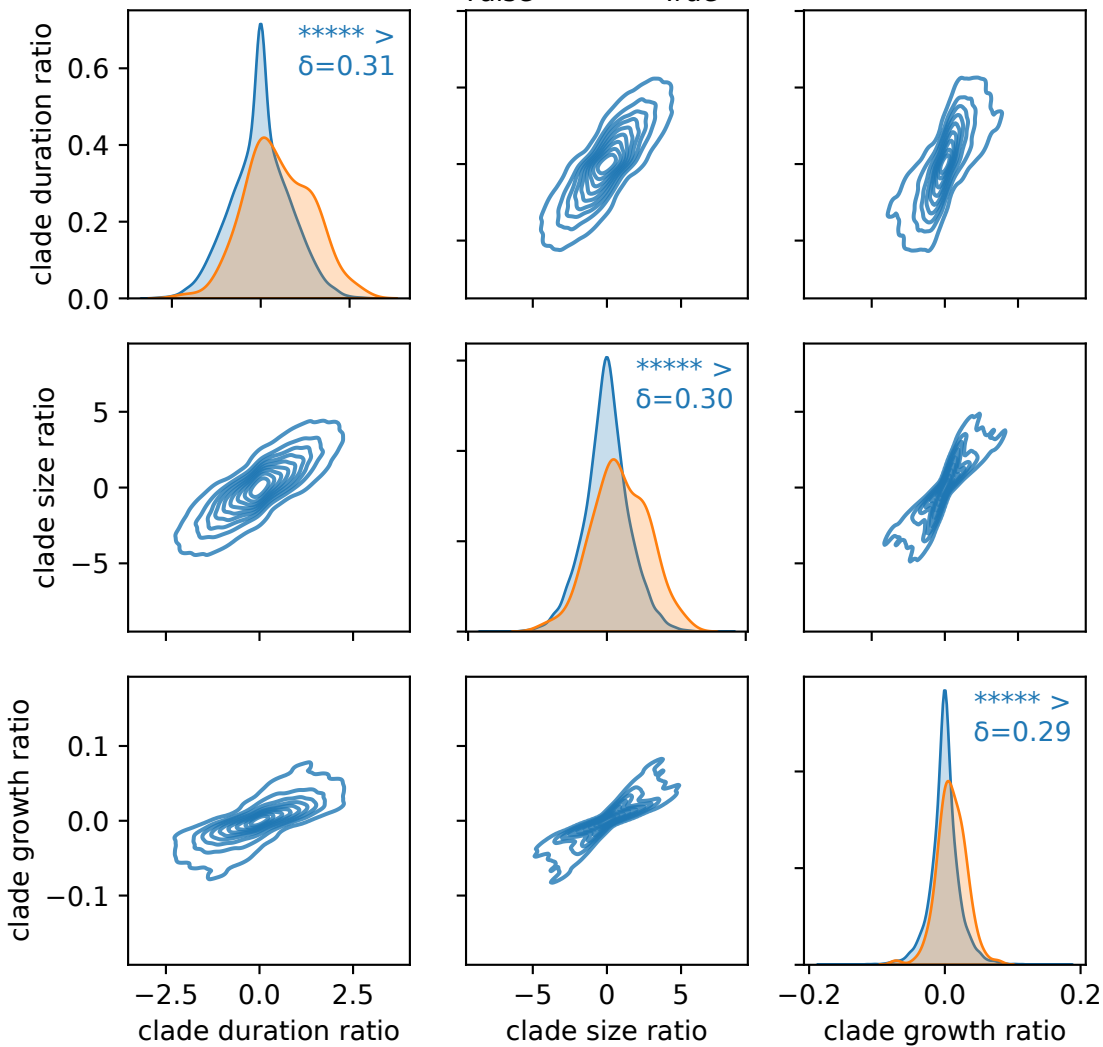 clade duration ratio
0.6
0.4
0.2
0.0
***** >
δ=0.31
clade size ratio
5
0
−5
***** >
δ=0.30
clade growth ratio
0.1
0.0
−0.1
***** >
δ=0.29
−2.5 0.0 2.5
−5 0 5
−0.2 0.0 0.2
clade duration ratio
clade size ratio
clade growth ratio